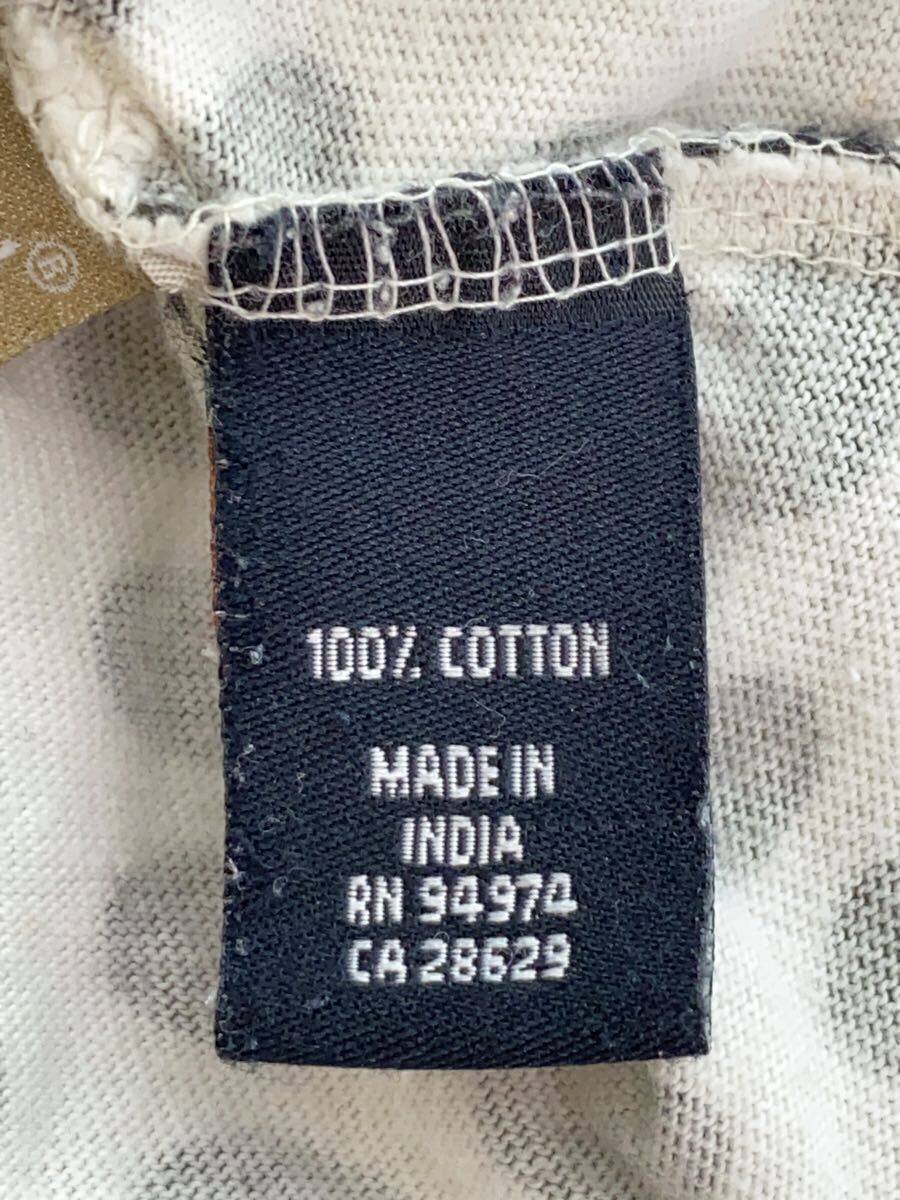 ®
100% COTTON
MADE IN
INDIA
RN 94974
CA 28629